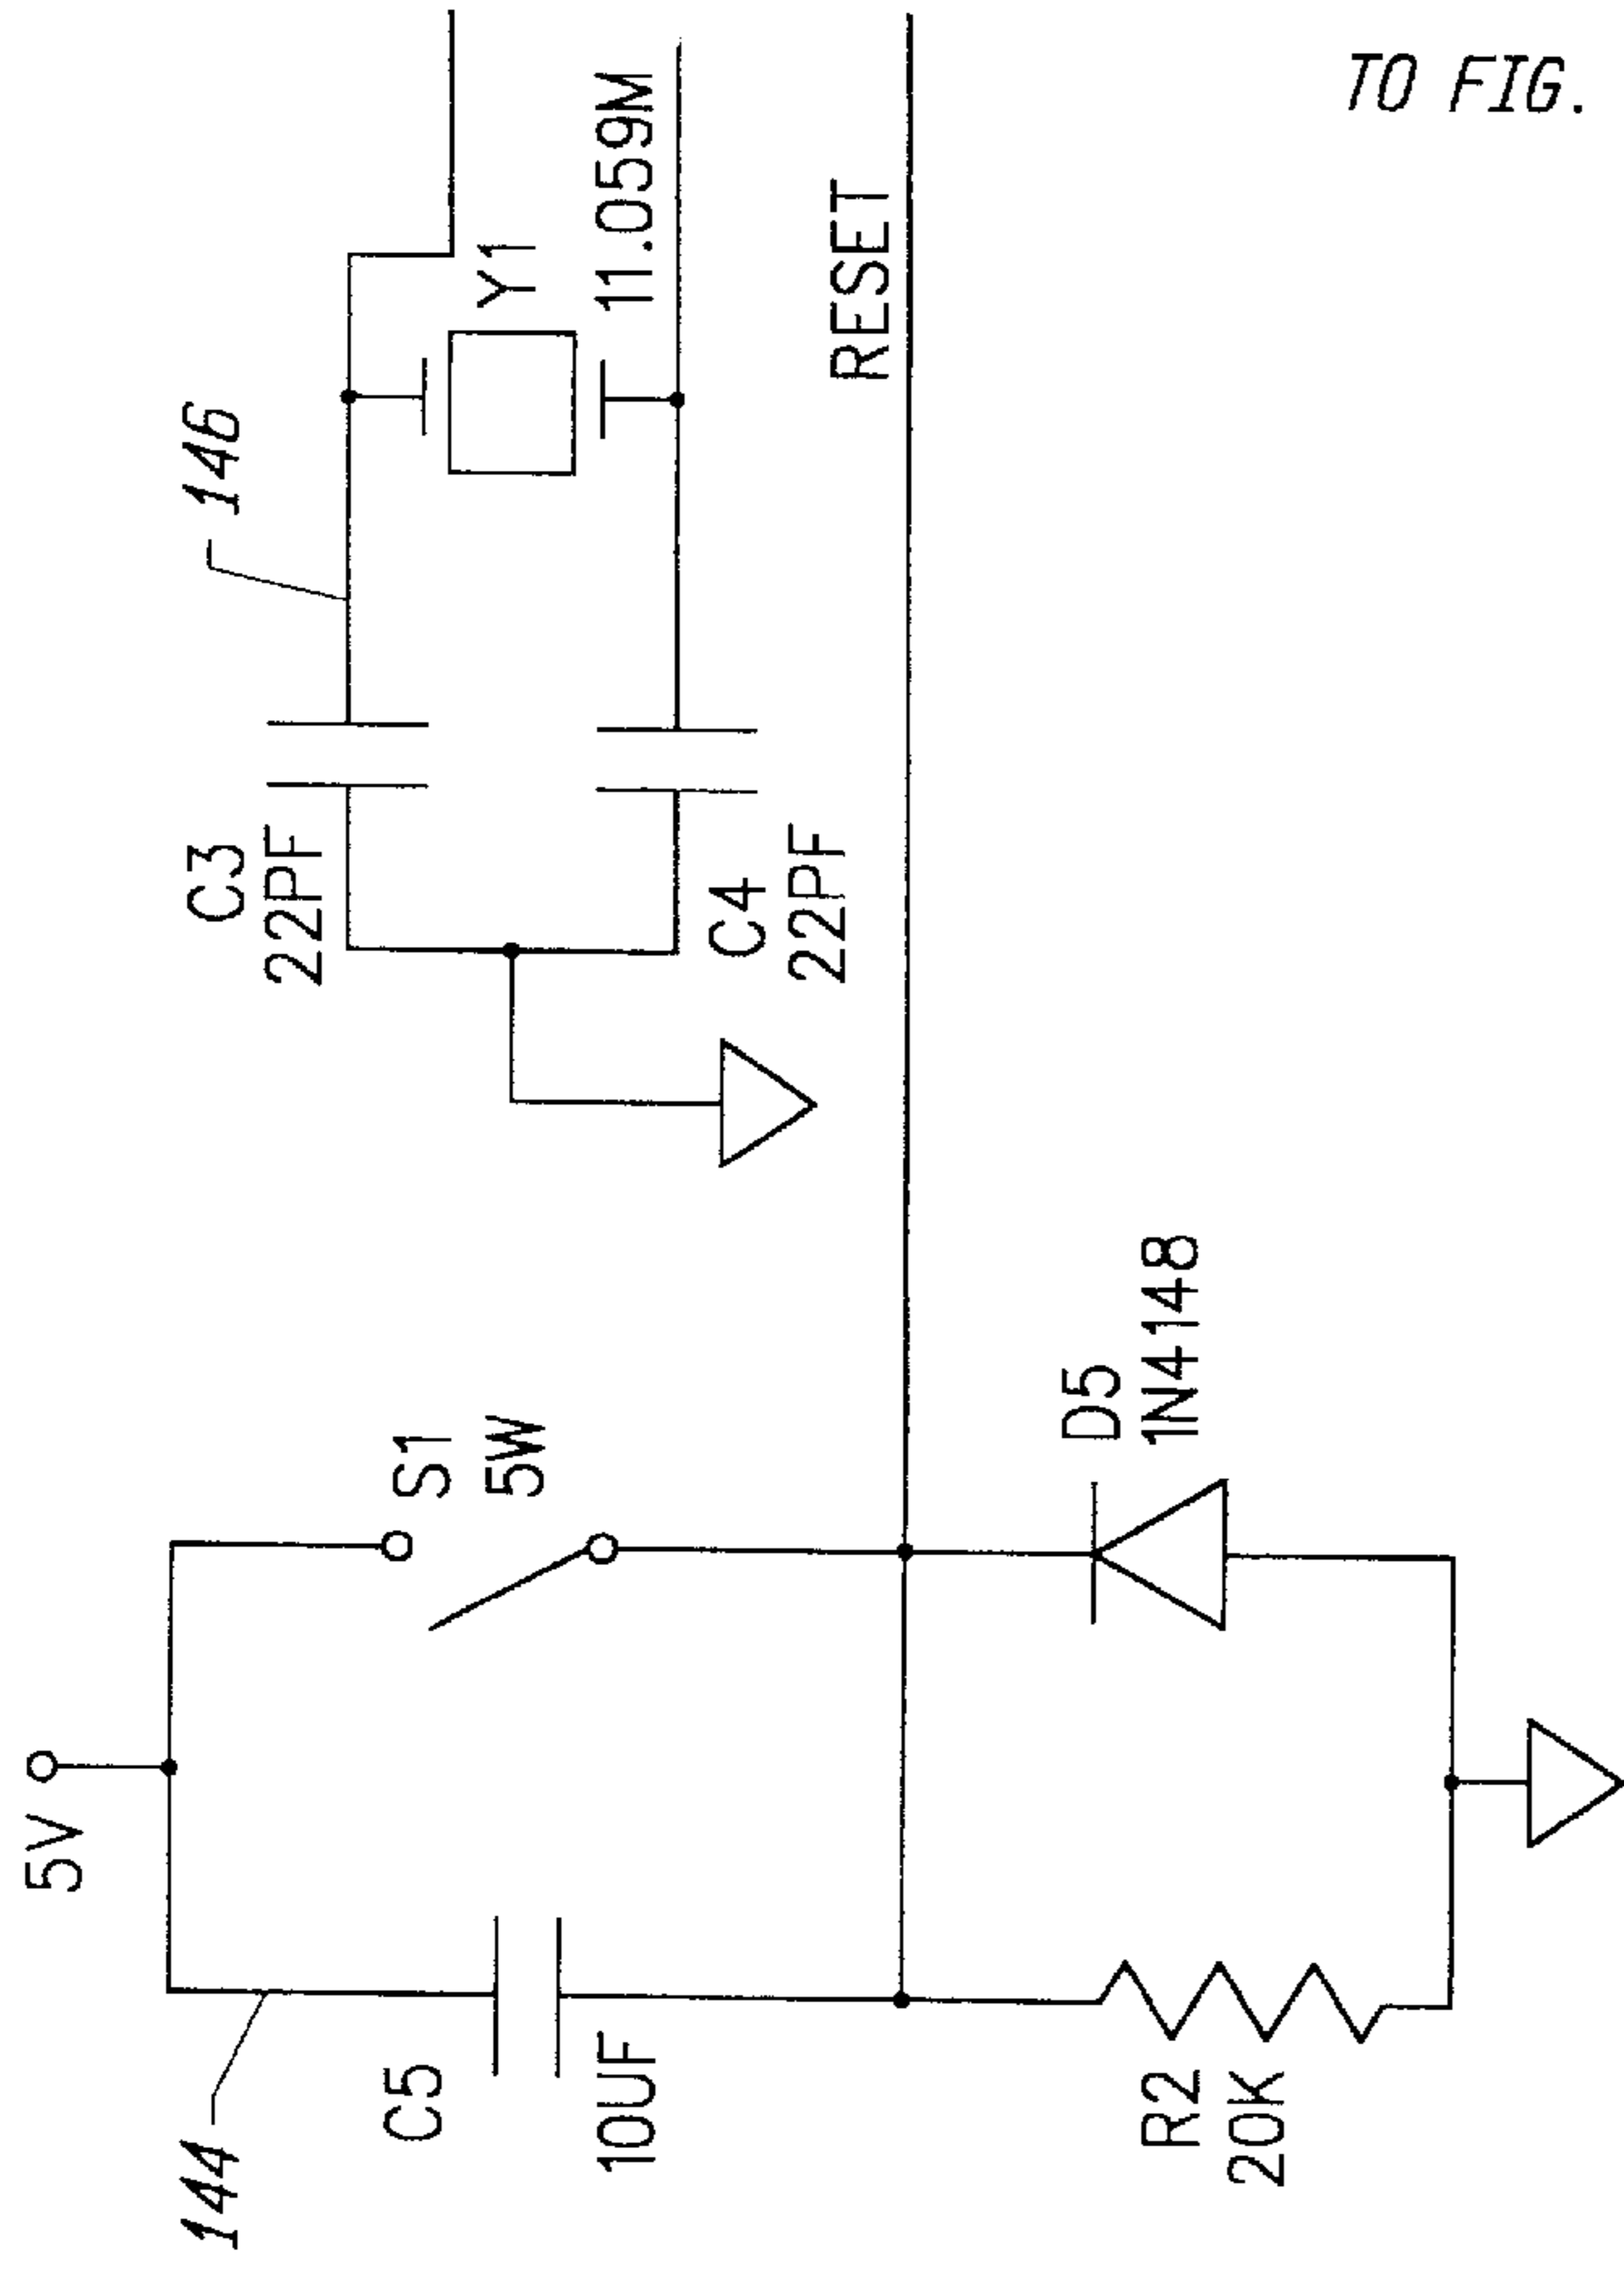 TO FIG.
146
Y1
11.059M
RESET
C3
22PF
C4
22PF
D5
1N4148
S1
5W
5V
144
C5
10UF
R2
20K